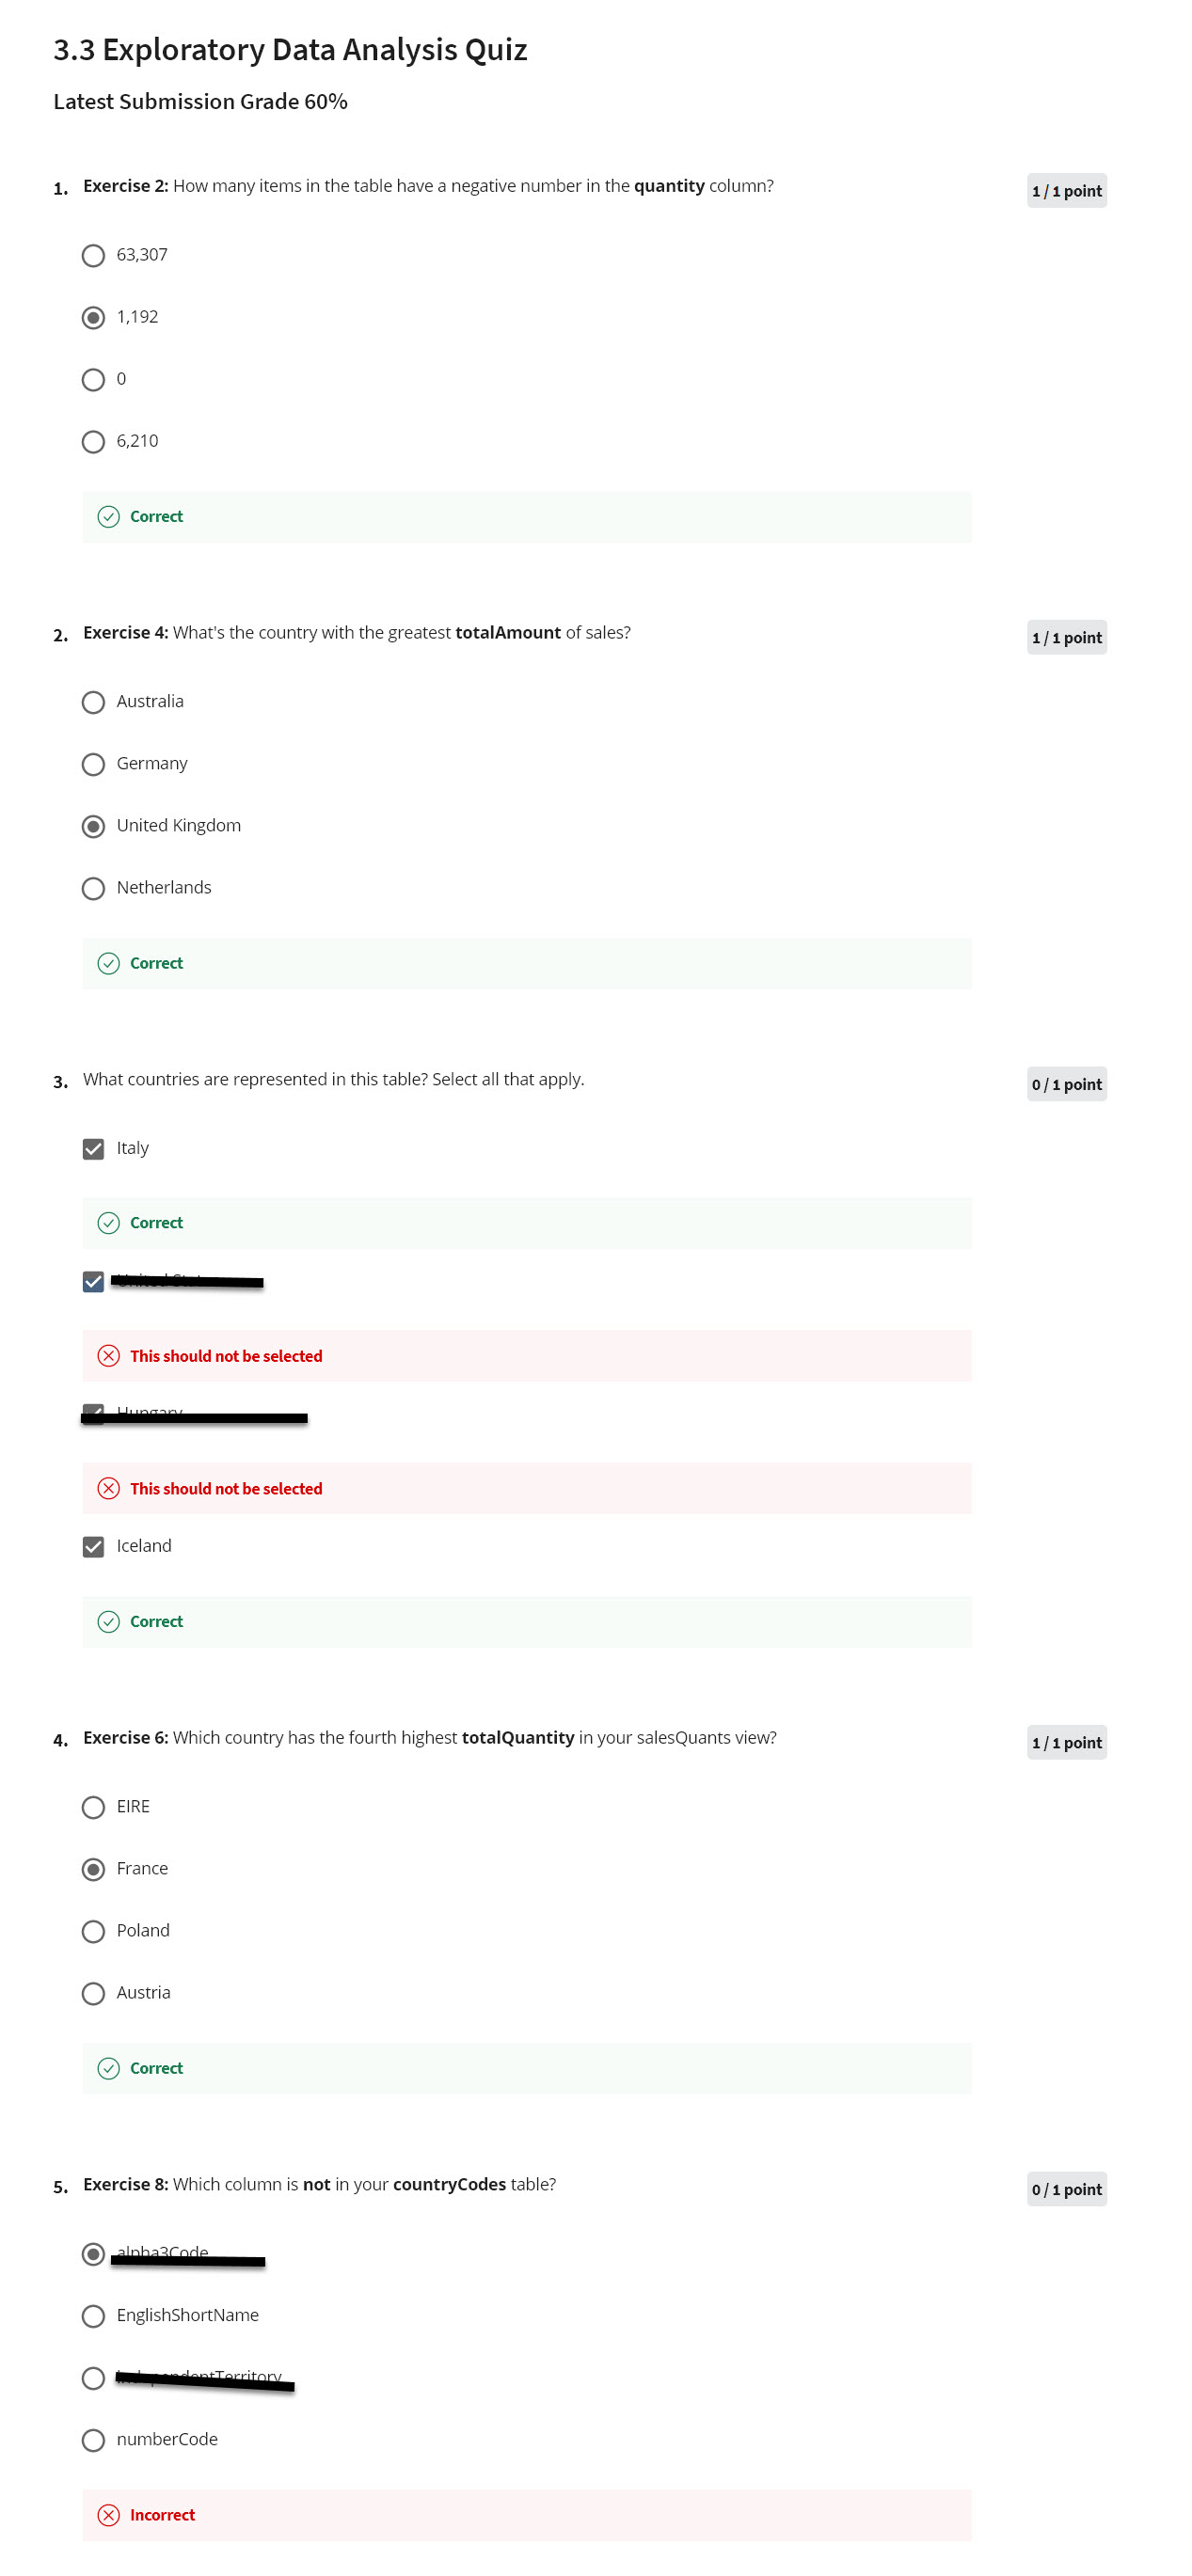 3.3 Exploratory Data Analysis Quiz
Latest Submission Grade 60%
1. Exercise 2: How many items in the table have a negative number in the quantity column?
1 / 1 point
63,307
1,192
0
6,210
Correct
2. Exercise 4: What's the country with the greatest totalAmount of sales?
1 / 1 point
Australia
Germany
United Kingdom
Netherlands
Correct
3. What countries are represented in this table? Select all that apply.
0 / 1 point
Italy
Correct
This should not be selected
Hungary
This should not be selected
Iceland
Correct
4. Exercise 6: Which country has the fourth highest totalQuantity in your salesQuants view?
1 / 1 point
EIRE
France
Poland
Austria
Correct
5. Exercise 8: Which column is not in your countryCodes table?
0 / 1 point
alpha3Code
EnglishShortName
numberCode
Incorrect